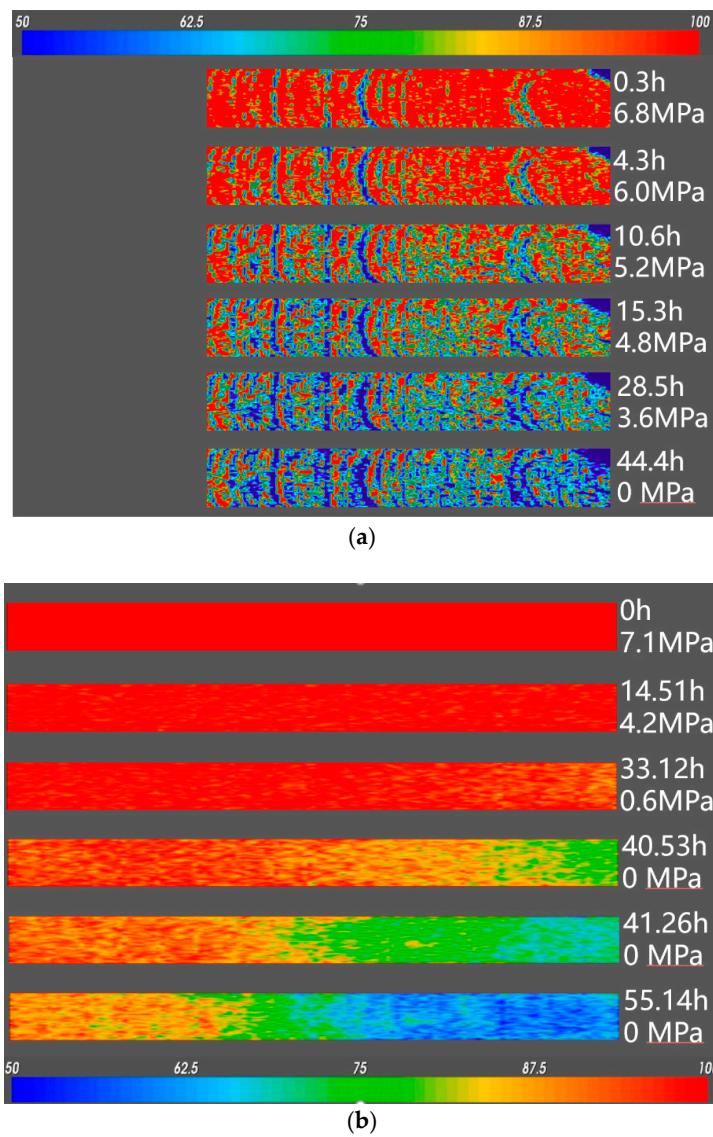 50 62.5 75 87.5 100
0.3h
6.8MPa
4.3h
6.0MPa
10.6h
5.2MPa
15.3h
4.8MPa
28.5h
3.6MPa
44.4h
0 MPa
(a)
0h
7.1MPa
14.51h
4.2MPa
33.12h
0.6MPa
40.53h
0 MPa
41.26h
0 MPa
55.14h
0 MPa
50 62.5 75 87.5 10
(b)